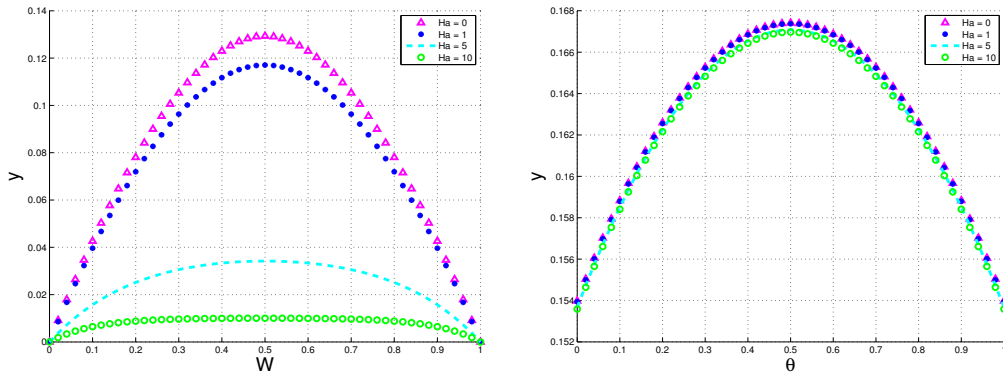 0.14
0.12
0.1
0.08
0.06
0.04
0.02
0
0 0.1 0.2 0.3 0.4 0.5 0.6 0.7 0.8 0.9 1
y
W
Ha = 0
Ha = 1
Ha = 5
Ha = 10
0.168
0.166
0.164
0.162
0.16
0.158
0.156
0.154
0.152
0 0.1 0.2 0.3 0.4 0.5 0.6 0.7 0.8 0.9 1
y
θ
Ha = 0
Ha = 1
Ha = 5
Ha = 10